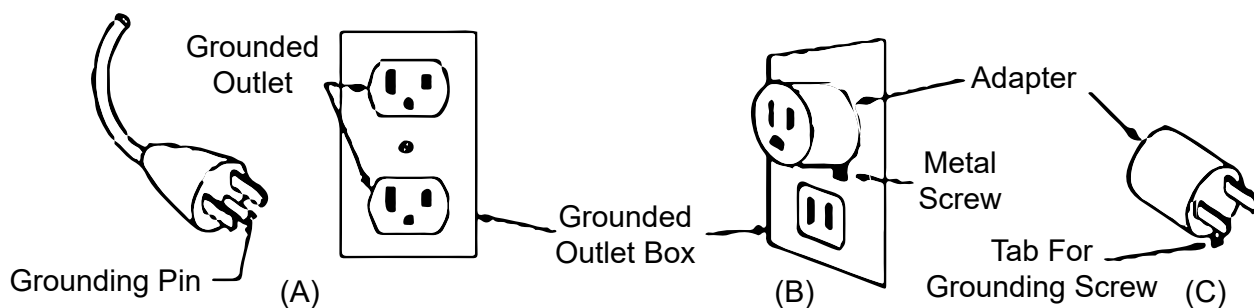 Grounded
Outlet
Grounding Pin
(A)
Grounded
Outlet Box
(B)
Adapter
Metal
Screw
Tab For
Grounding Screw
(C)